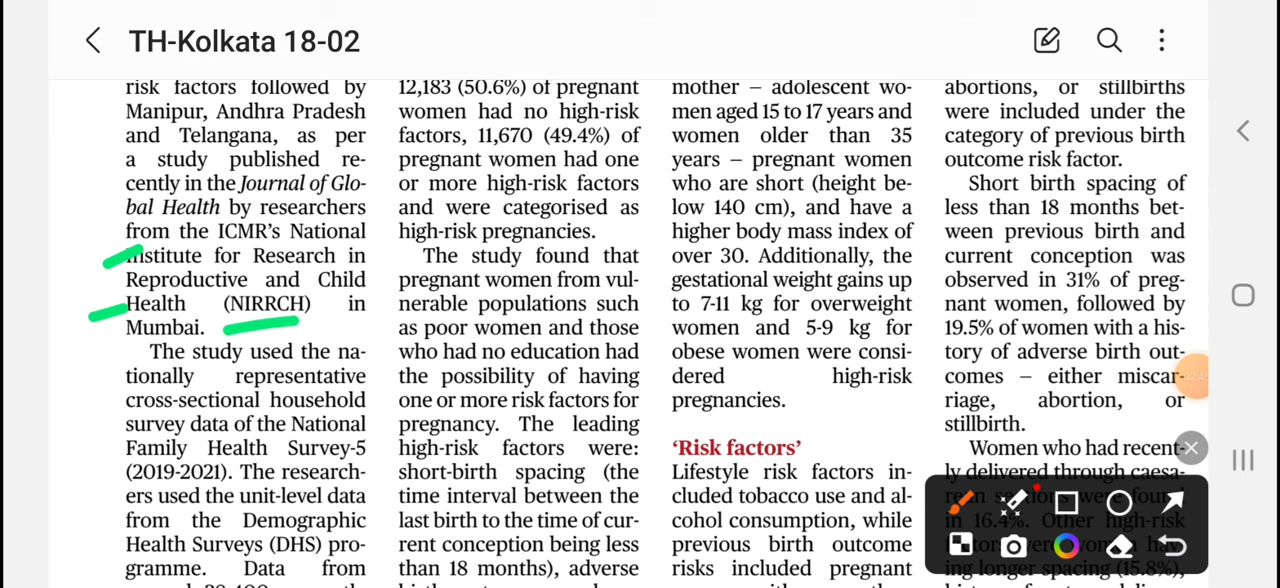 TH-Kolkata 18-02
risk factors followed by
Manipur, Andhra Pradesh
and Telangana, as per
a study published re-
cently in the Journal of Glo-
bal Health by researchers
from the ICMR's National
Institute for Research in
Reproductive and Child
Health (NIRRCH) in
Mumbai.
The study used the na-
tionally representative
cross-sectional household
survey data of the National
Family Health Survey-5
(2019-2021). The research-
ers used the unit-level data
from the Demographic
Health Surveys (DHS) pro-
gramme. Data from
12,183 (50.6%) of pregnant
women had no high-risk
factors, 11,670 (49.4%) of
pregnant women had one
or more high-risk factors
and were categorised as
high-risk pregnancies.
The study found that
pregnant women from vul-
nerable populations such
as poor women and those
who had no education had
the possibility of having
one or more risk factors for
pregnancy. The leading
high-risk factors were:
short-birth spacing (the
time interval between the
last birth to the time of cur-
rent conception being less
than 18 months), adverse
mother – adolescent wo-
men aged 15 to 17 years and
women older than 35
years – pregnant women
who are short (height be-
low 140 cm), and have a
higher body mass index of
over 30. Additionally, the
gestational weight gains up
to 7-11 kg for overweight
women and 5-9 kg for
obese women were consi-
dered high-risk
pregnancies.
'Risk factors'
Lifestyle risk factors in-
cluded tobacco use and al-
cohol consumption, while
previous birth outcome
risks included pregnant
abortions, or stillbirths
were included under the
category of previous birth
outcome risk factor.
Short birth spacing of
less than 18 months bet-
ween previous birth and
current conception was
observed in 31% of preg-
nant women, followed by
19.5% of women with a his-
tory of adverse birth out-
comes – either miscar-
riage, abortion, or
stillbirth.
Women who had recent-
ly delivered through caesa-
rean sections were found
in 16.4%. Other high-risk